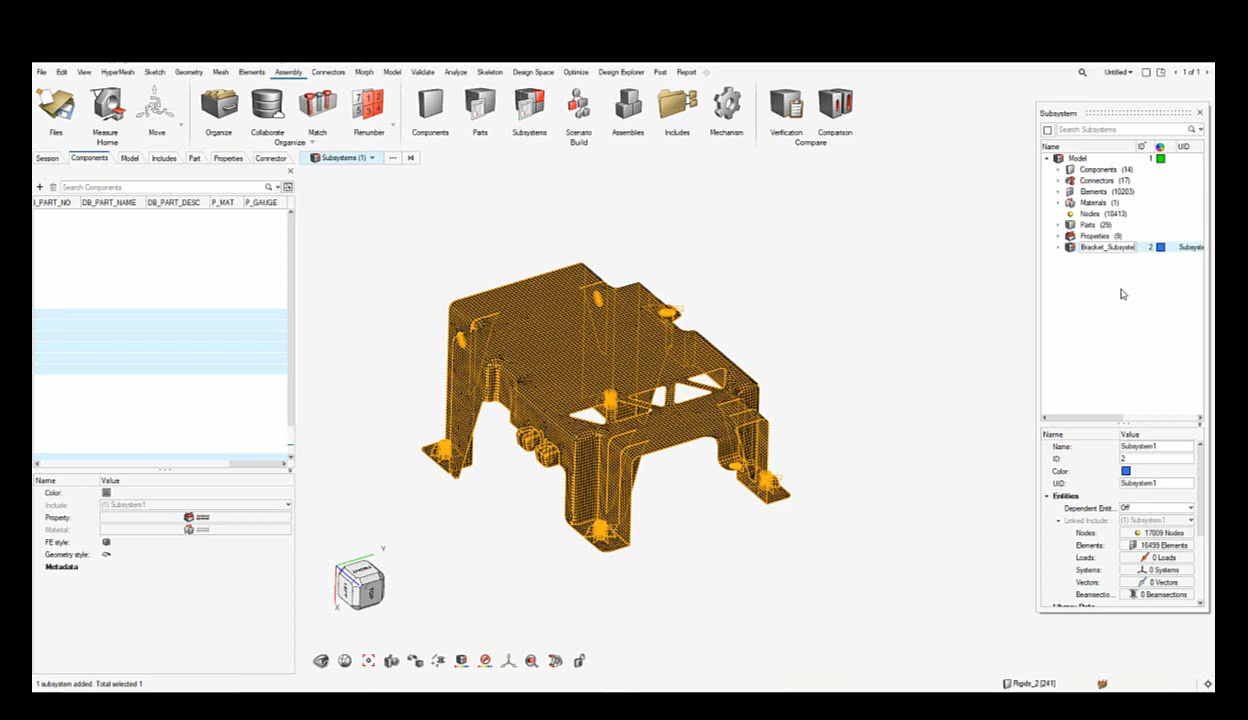 File Edit View HyperMesh Sketch Geometry Mesh Elements Assembly Connectors Morph Model Validate Analyze Skeleton Design Space Optimize Design Explorer Post Report Untitled 1 of 1
Files Measure Move Organize Collaborate Match Renumber Components Parts Subsystems Scenario Assemblies Includes Mechanism Verification Comparison
Home Organize Build Compare
Session Components Model Includes Part Properties Connector Subsystems (1)
Search Components
_PART_NO DB_PART_NAME DB_PART_DESC P_MAT P_GAUGE
Name Value
Color:
Include: (1) Subsystem1
Property:
Material:
FE style:
Geometry style:
Metadata
Y
X
Subsystem
Search Subsystems
Name ID UID
Model 1
Components (14)
Connectors (17)
Elements (10203)
Materials (1)
Nodes (10413)
Parts (29)
Properties (9)
Bracket_Subsyste 2 Subsyste
Name Value
Name: Subsystem1
ID: 2
Color:
UID: Subsystem1
Entities
Dependent Entit... Off
Linked Include: (1) Subsystem1
Nodes: 17009 Nodes
Elements: 16499 Elements
Loads: 0 Loads
Systems: 0 Systems
Vectors: 0 Vectors
Beamsectio... 0 Beamsections
1 subsystem added. Total selected 1 Rigids_2 [241]